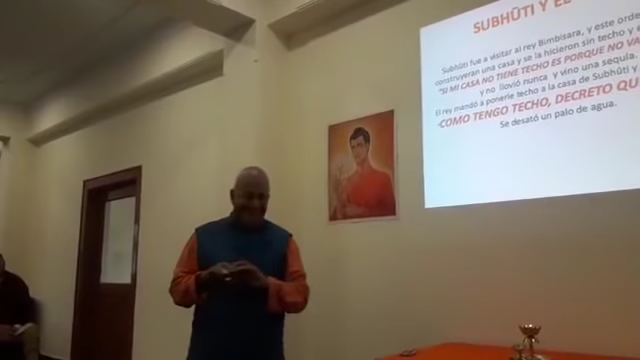 SUBHŪTI Y EL
Subhūti fue a visitar al rey Bimbisara, y este orde
construyeran una casa y se la hicieron sin techo y e
"SI MI CASA NO TIENE TECHO ES PORQUE NO VA
y no llovió nunca y vino una sequía.
El rey mandó a ponerle techo a la casa de Subhūti y
-COMO TENGO TECHO, DECRETO QU
Se desató un palo de agua.